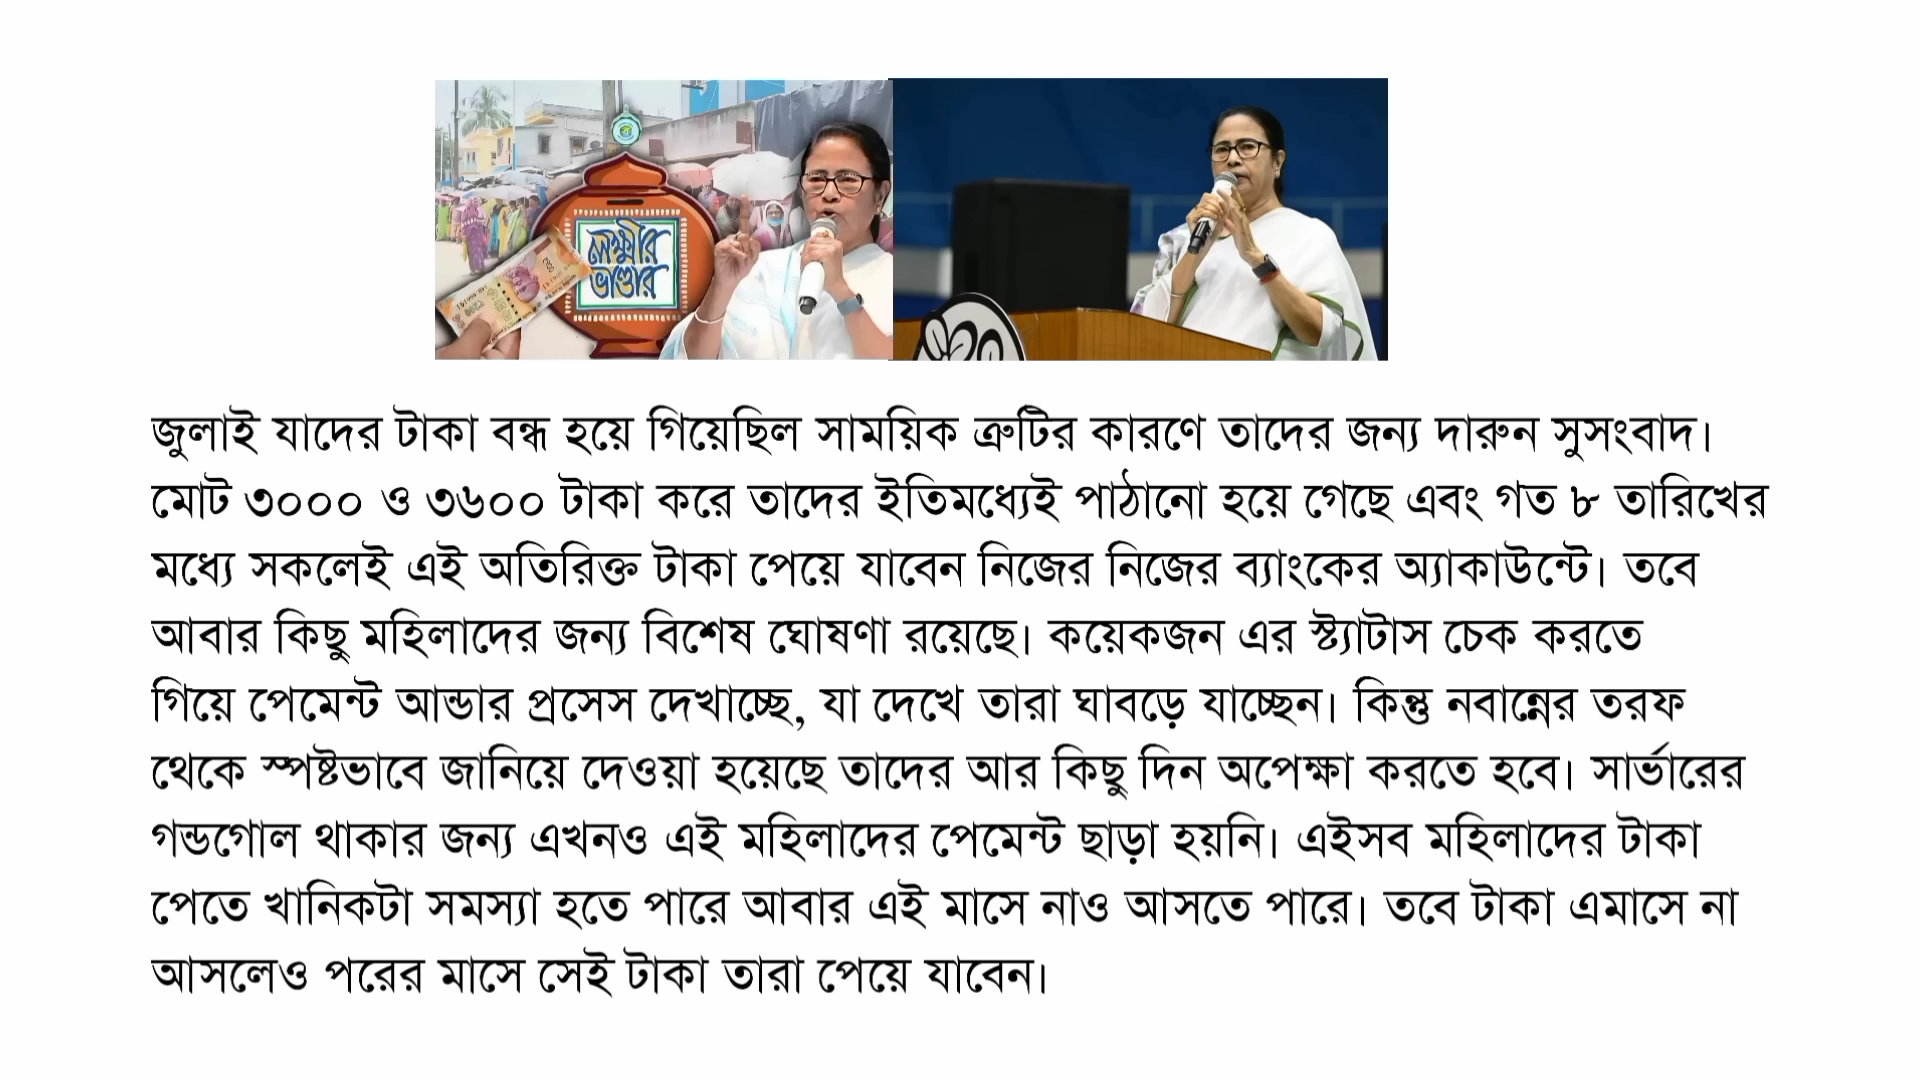 লক্ষ্মীর
ভাণ্ডার
জুলাই যাদের টাকা বন্ধ হয়ে গিয়েছিল সাময়িক ত্রুটির কারণে তাদের জন্য দারুন সুসংবাদ।
মোট ৩০০০ ও ৩৬০০ টাকা করে তাদের ইতিমধ্যেই পাঠানো হয়ে গেছে এবং গত ৮ তারিখের
মধ্যে সকলেই এই অতিরিক্ত টাকা পেয়ে যাবেন নিজের নিজের ব্যাংকের অ্যাকাউন্টে। তবে
আবার কিছু মহিলাদের জন্য বিশেষ ঘোষণা রয়েছে। কয়েকজন এর স্ট্যাটাস চেক করতে
গিয়ে পেমেন্ট আন্ডার প্রসেস দেখাচ্ছে, যা দেখে তারা ঘাবড়ে যাচ্ছেন। কিন্তু নবান্নের তরফ
থেকে স্পষ্টভাবে জানিয়ে দেওয়া হয়েছে তাদের আর কিছু দিন অপেক্ষা করতে হবে। সার্ভারের
গন্ডগোল থাকার জন্য এখনও এই মহিলাদের পেমেন্ট ছাড়া হয়নি। এইসব মহিলাদের টাকা
পেতে খানিকটা সমস্যা হতে পারে আবার এই মাসে নাও আসতে পারে। তবে টাকা এমাসে না
আসলেও পরের মাসে সেই টাকা তারা পেয়ে যাবেন।